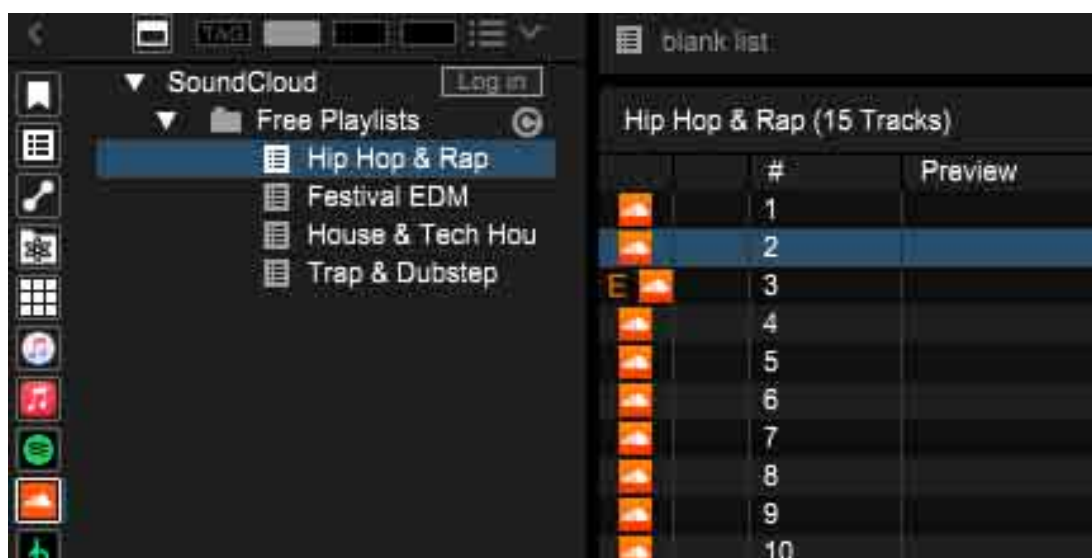 TAG
blank list
SoundCloud Log in
Free Playlists
Hip Hop & Rap
Festival EDM
House & Tech Hou
Trap & Dubstep
Hip Hop & Rap (15 Tracks)
# Preview
1
2
E 3
4
5
6
7
8
9
10